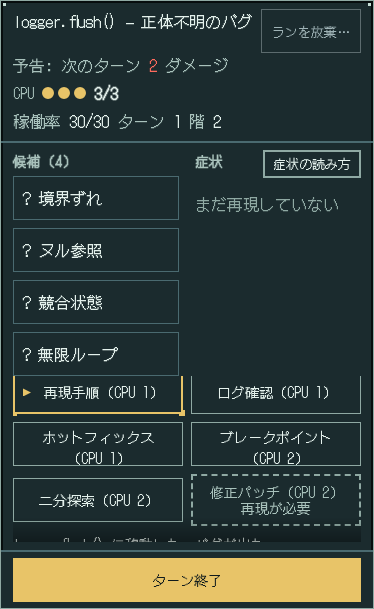 logger.flush() – 正体不明のバグ
ランを放棄…
予告: 次のターン 2 ダメージ
CPU ●●● 3/3
稼働率 30/30 ターン 1 階 2
候補 (4)
症状
症状の読み方
? 境界ずれ
まだ再現していない
? ヌル参照
? 競合状態
? 無限ループ
▶ 再現手順 (CPU 1)
ログ確認 (CPU 1)
ホットフィックス
(CPU 1)
ブレークポイント
(CPU 2)
二分探索 (CPU 2)
修正パッチ (CPU 2)
再現が必要
ターン終了